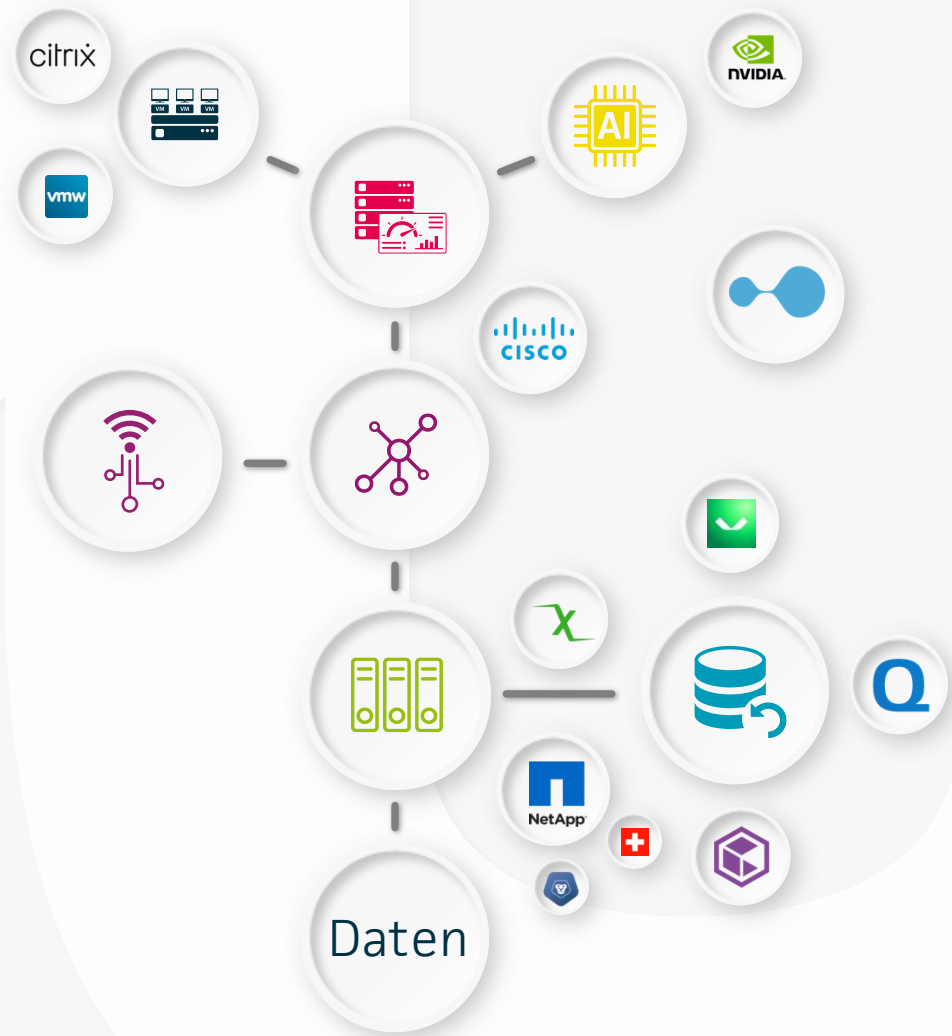 citrix
VM VM VM
vmw
AI
NVIDIA.
CISCO
X
Q
NetApp
Daten